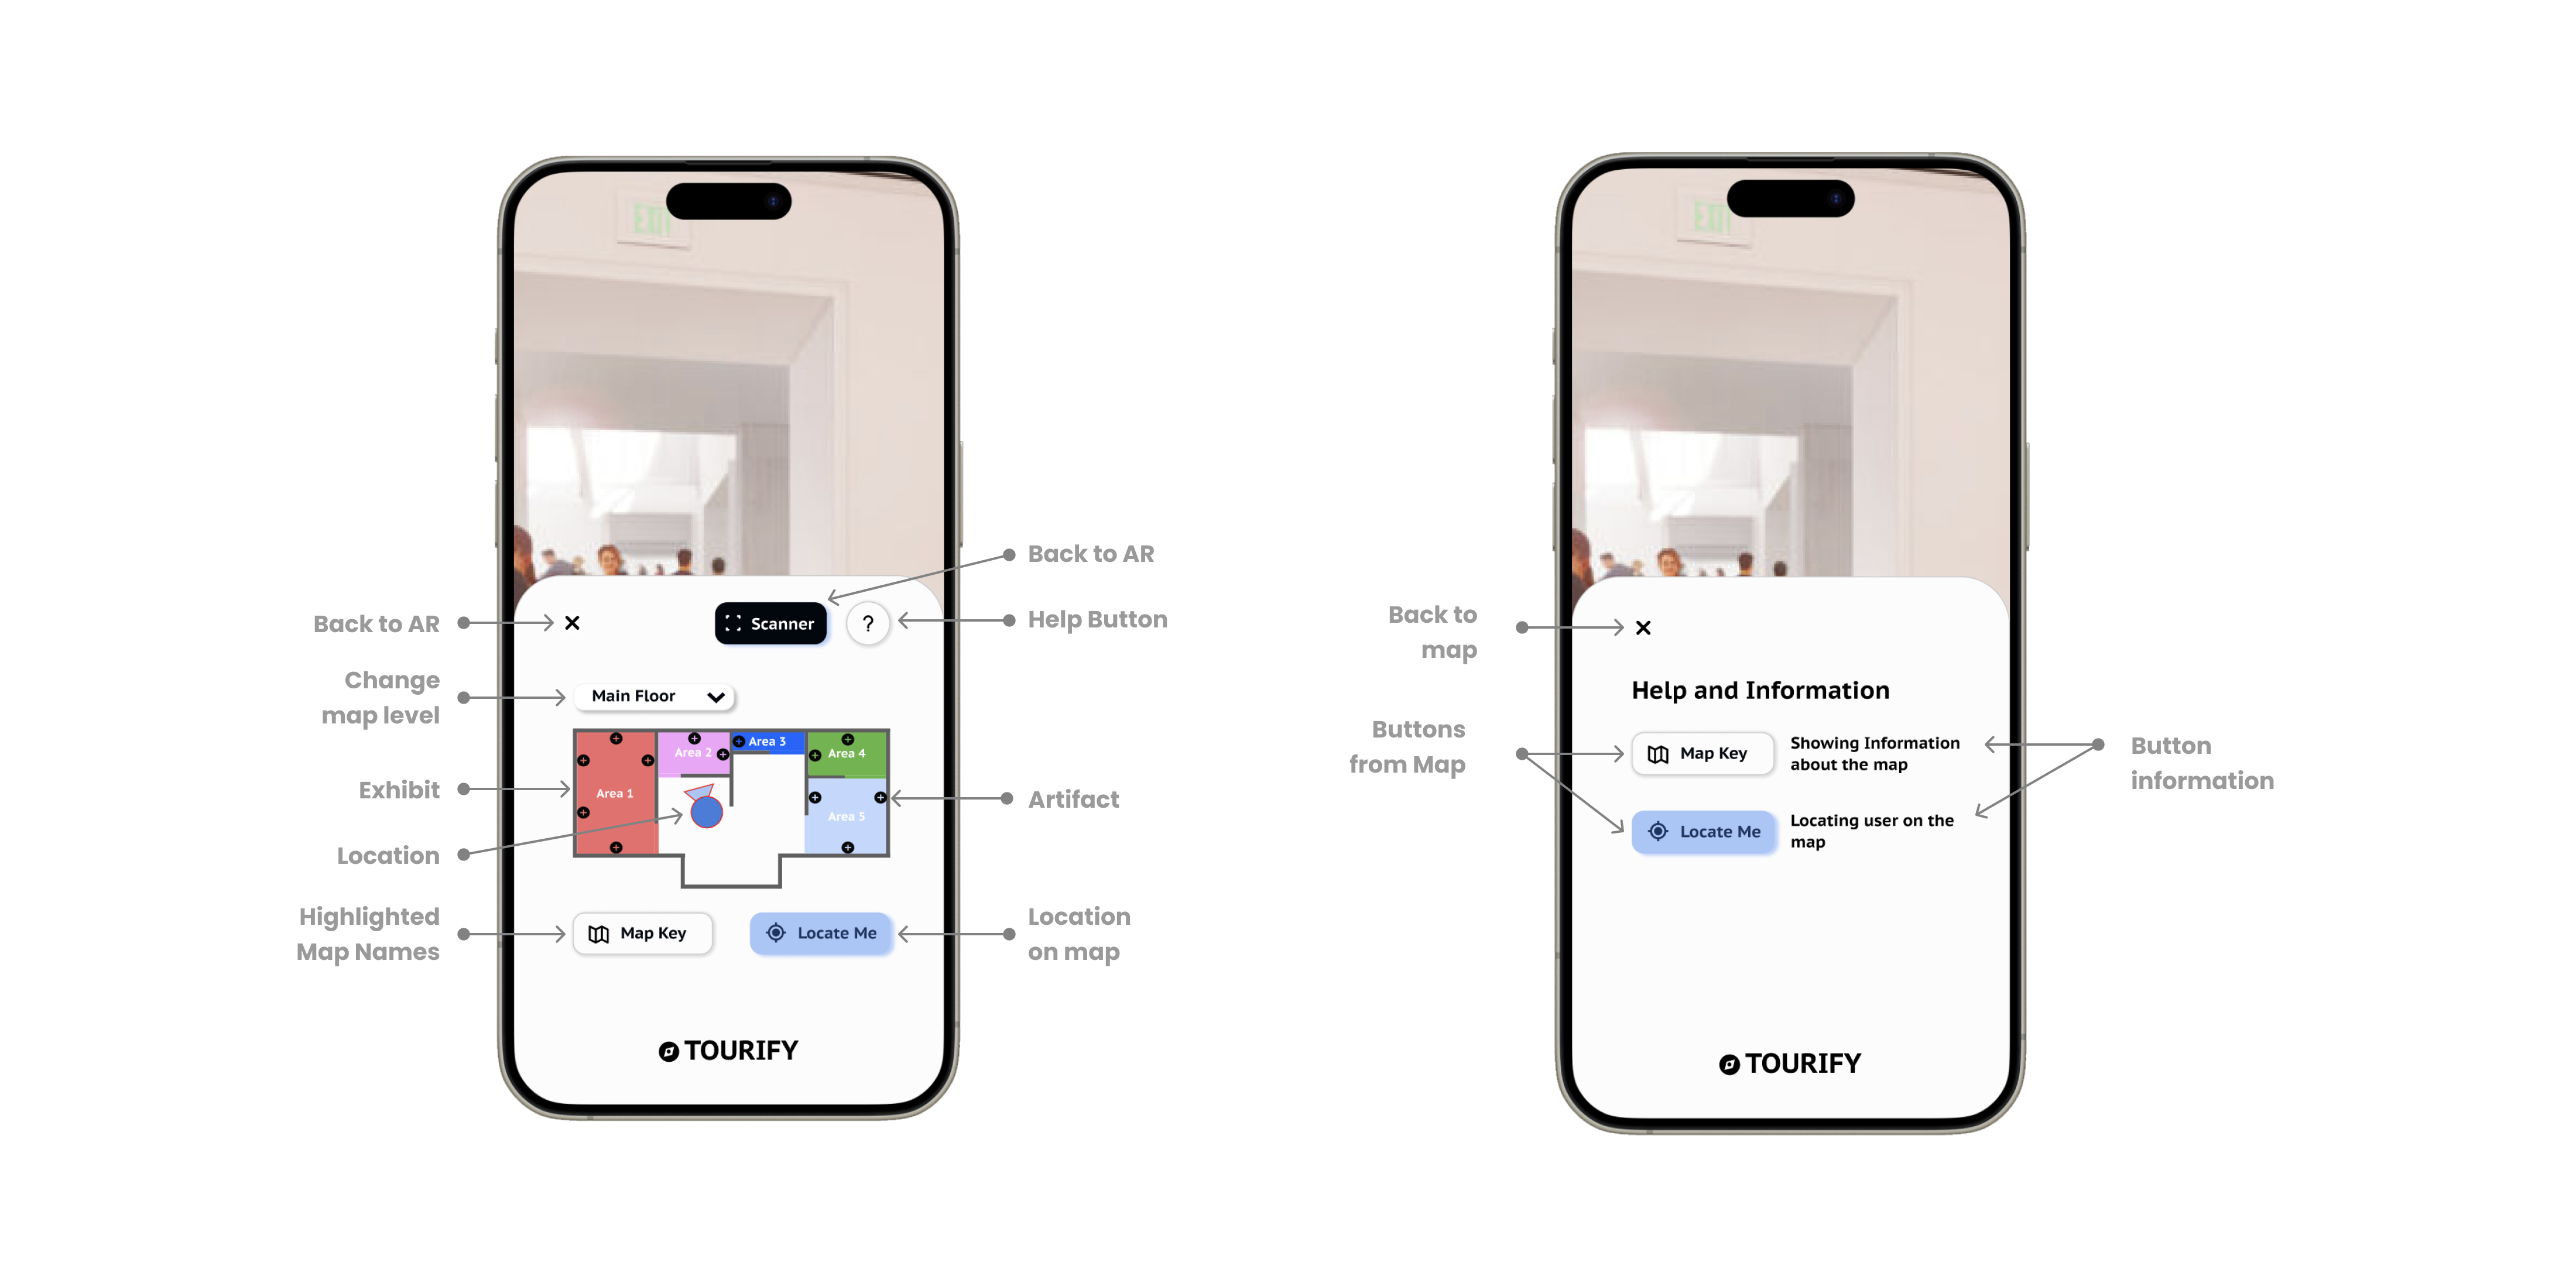 EXIT
Back to AR
Back to AR
Scanner
?
Help Button
Change
map level
Main Floor
Exhibit
Area 1
Area 2
Area 3
Area 4
Area 5
Artifact
Location
Highlighted
Map Names
Map Key
Locate Me
Location
on map
TOURIFY
EXIT
Back to
map
Help and Information
Buttons
from Map
Map Key
Showing Information
about the map
Locate Me
Locating user on the
map
Button
information
TOURIFY